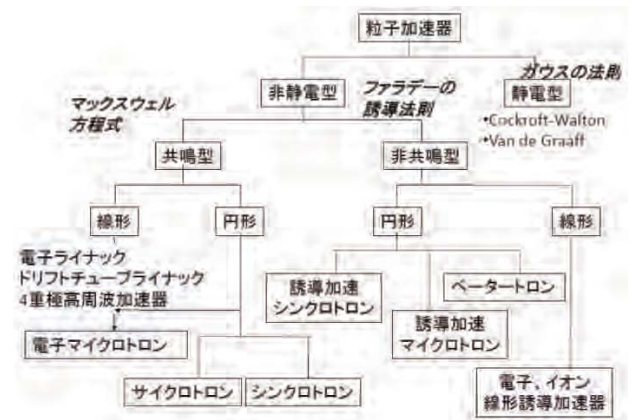 粒子加速器
ガウスの法則
非静電型
ファラデーの
誘導法則
静電型
•Cockroft-Walton
•Van de Graaff
マックスウェル
方程式
共鳴型
非共鳴型
線形
円形
円形
線形
電子ライナック
ドリフトチューブライナック
4重極高周波加速器
誘導加速
シンクロトロン
ベータートロン
電子マイクロトロン
誘導加速
マイクロトロン
サイクロトロン
シンクロトロン
電子、イオン
線形誘導加速器